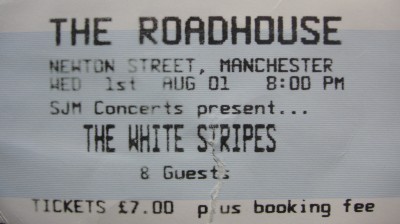 THE ROADHOUSE
NEWTON STREET, MANCHESTER
WED 1st AUG 01 8:00 PM
SJM Concerts present...
THE WHITE STRIPES
& Guests
TICKETS £7.00 plus booking fee